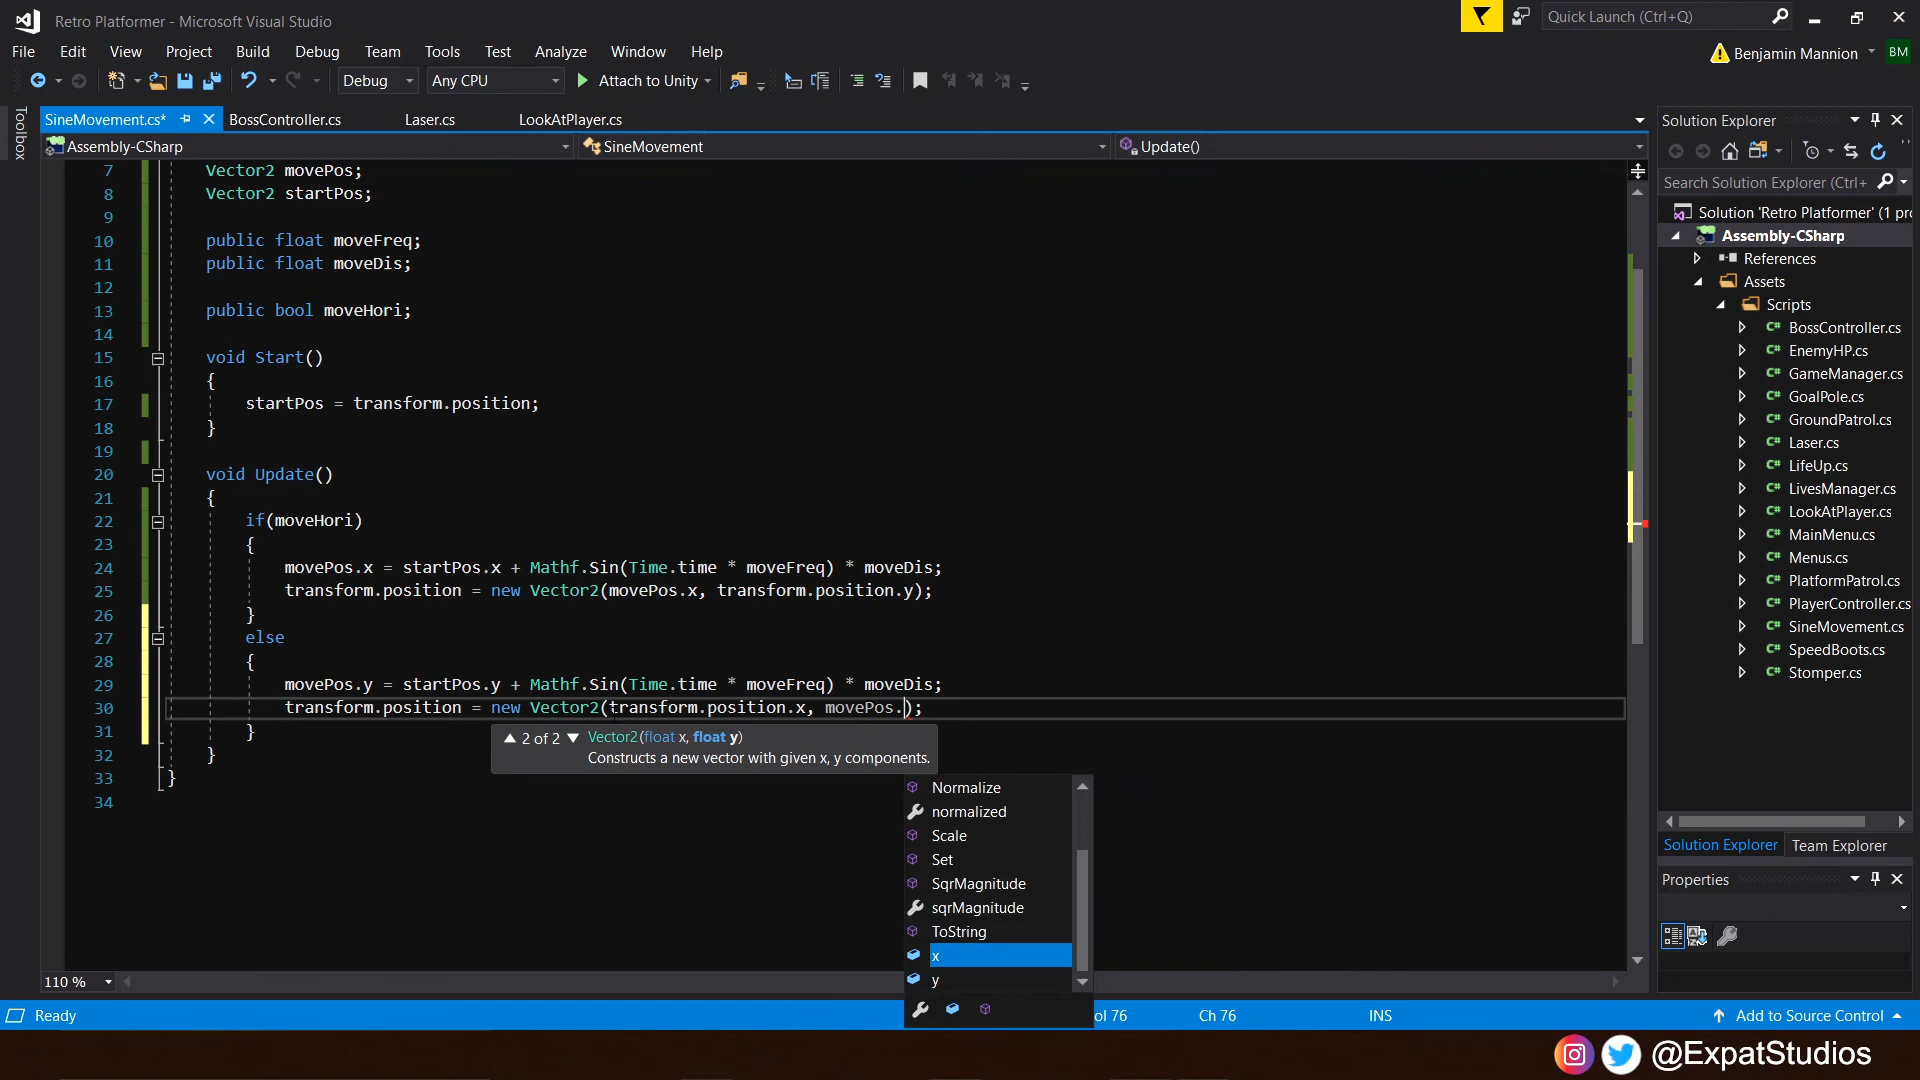 Retro Platformer - Microsoft Visual Studio
Quick Launch (Ctrl+Q)
File Edit View Project Build Debug Team Tools Test Analyze Window Help
Benjamin Mannion BM
Debug Any CPU Attach to Unity
Toolbox
SineMovement.cs* BossController.cs Laser.cs LookAtPlayer.cs
Assembly-CSharp SineMovement Update()
7 Vector2 movePos;
8 Vector2 startPos;
9
10 public float moveFreq;
11 public float moveDis;
12
13 public bool moveHori;
14
15 void Start()
16 {
17 startPos = transform.position;
18 }
19
20 void Update()
21 {
22 if(moveHori)
23 {
24 movePos.x = startPos.x + Mathf.Sin(Time.time * moveFreq) * moveDis;
25 transform.position = new Vector2(movePos.x, transform.position.y);
26 }
27 else
28 {
29 movePos.y = startPos.y + Mathf.Sin(Time.time * moveFreq) * moveDis;
30 transform.position = new Vector2(transform.position.x, movePos.);
31 }
32 }
33 }
34
2 of 2 Vector2(float x, float y)
Constructs a new vector with given x, y components.
Normalize
normalized
Scale
Set
SqrMagnitude
sqrMagnitude
ToString
x
y
Solution Explorer
Search Solution Explorer (Ctrl+
Solution 'Retro Platformer' (1 pro
Assembly-CSharp
References
Assets
Scripts
C# BossController.cs
C# EnemyHP.cs
C# GameManager.cs
C# GoalPole.cs
C# GroundPatrol.cs
C# Laser.cs
C# LifeUp.cs
C# LivesManager.cs
C# LookAtPlayer.cs
C# MainMenu.cs
C# Menus.cs
C# PlatformPatrol.cs
C# PlayerController.cs
C# SineMovement.cs
C# SpeedBoots.cs
C# Stomper.cs
Solution Explorer Team Explorer
Properties
110 %
Ready ol 76 Ch 76 INS Add to Source Control
@ExpatStudios